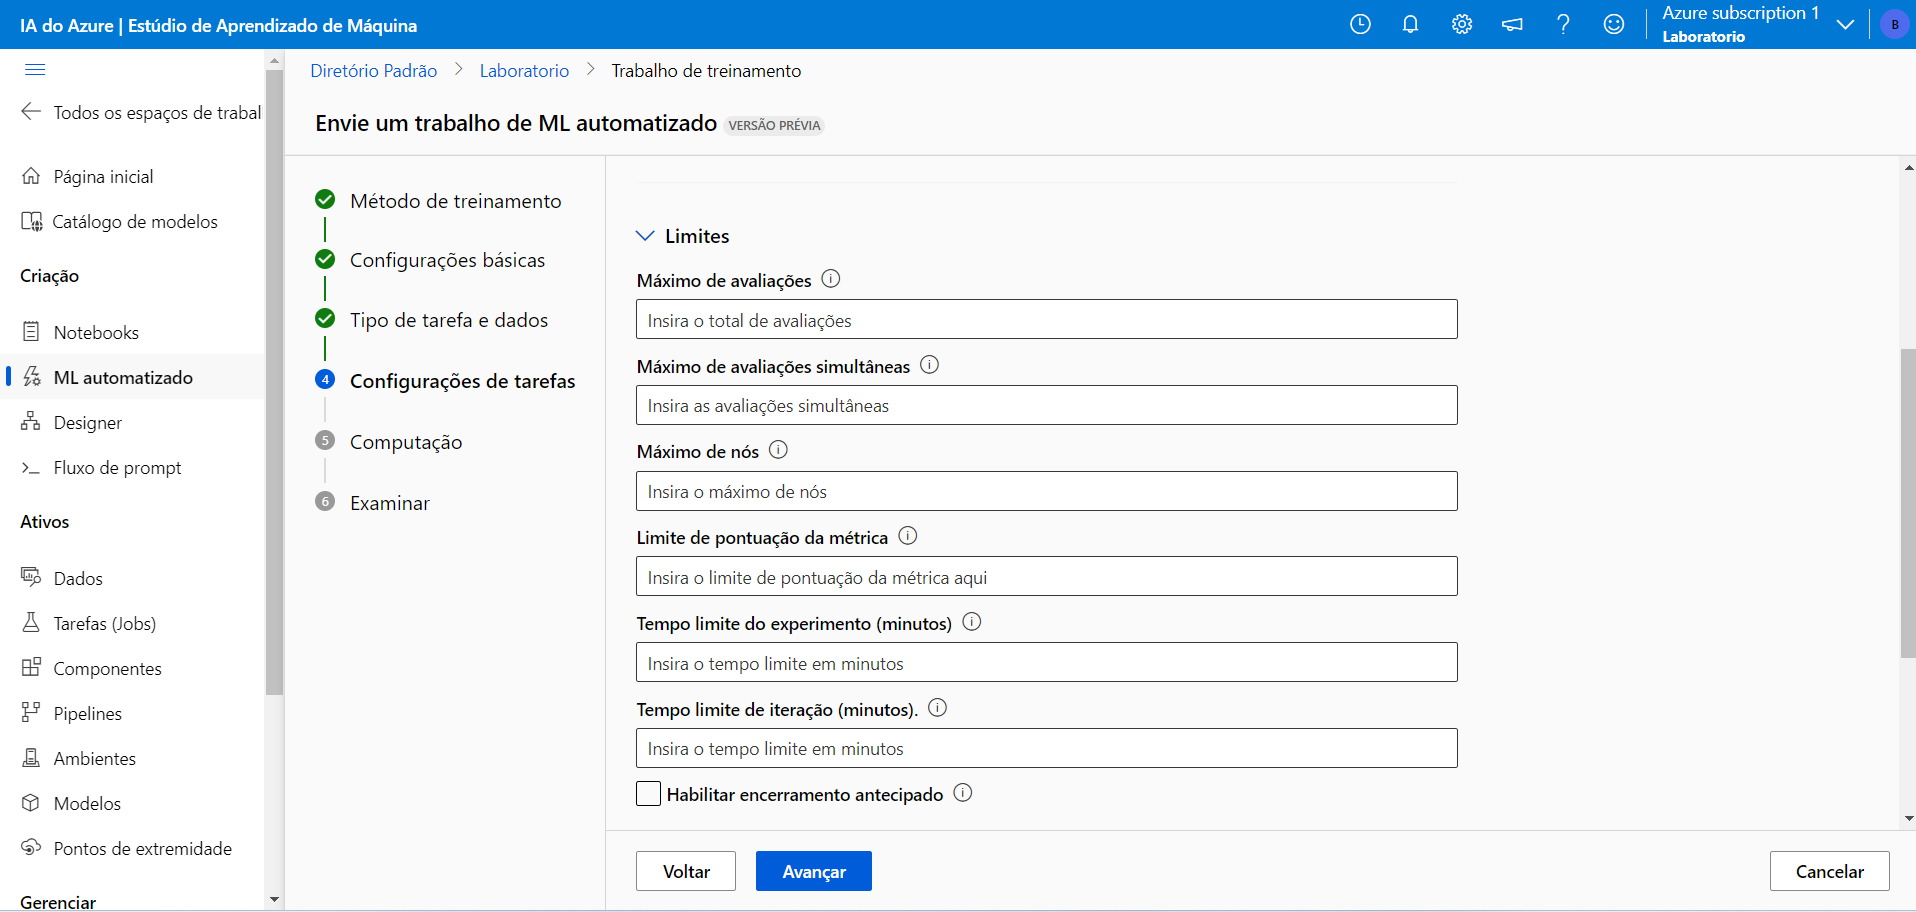 IA do Azure | Estúdio de Aprendizado de Máquina
Azure subscription 1
Laboratorio
B
Todos os espaços de trabal
Página inicial
Catálogo de modelos
Criação
Notebooks
ML automatizado
Designer
Fluxo de prompt
Ativos
Dados
Tarefas (Jobs)
Componentes
Pipelines
Ambientes
Modelos
Pontos de extremidade
Gerenciar
Diretório Padrão > Laboratorio > Trabalho de treinamento
Envie um trabalho de ML automatizado VERSÃO PRÉVIA
Método de treinamento
Configurações básicas
Tipo de tarefa e dados
4 Configurações de tarefas
5 Computação
6 Examinar
Limites
Máximo de avaliações
Insira o total de avaliações
Máximo de avaliações simultâneas
Insira as avaliações simultâneas
Máximo de nós
Insira o máximo de nós
Limite de pontuação da métrica
Insira o limite de pontuação da métrica aqui
Tempo limite do experimento (minutos)
Insira o tempo limite em minutos
Tempo limite de iteração (minutos).
Insira o tempo limite em minutos
Habilitar encerramento antecipado
Voltar
Avançar
Cancelar